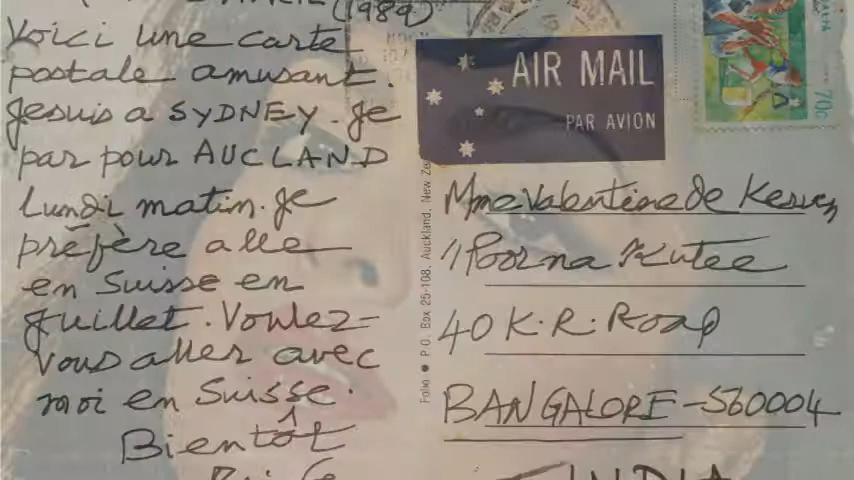 (1989)
Voici une carte
postale amusant.
Je suis a SYDNEY. Je
par pour AUCLAND
Lundi matin. Je
préfère alle
en Suisse en
Juillet. Voulez-
vous aller avec
moi en Suisse.
Bientôt
AIR MAIL
PAR AVION
70c
Folio ● P.O. Box 25-108, Auckland, New Ze
Mme Valentine de
"Poorna Kutee
40 K.R. Road
BANGALORE-560004
INDIA